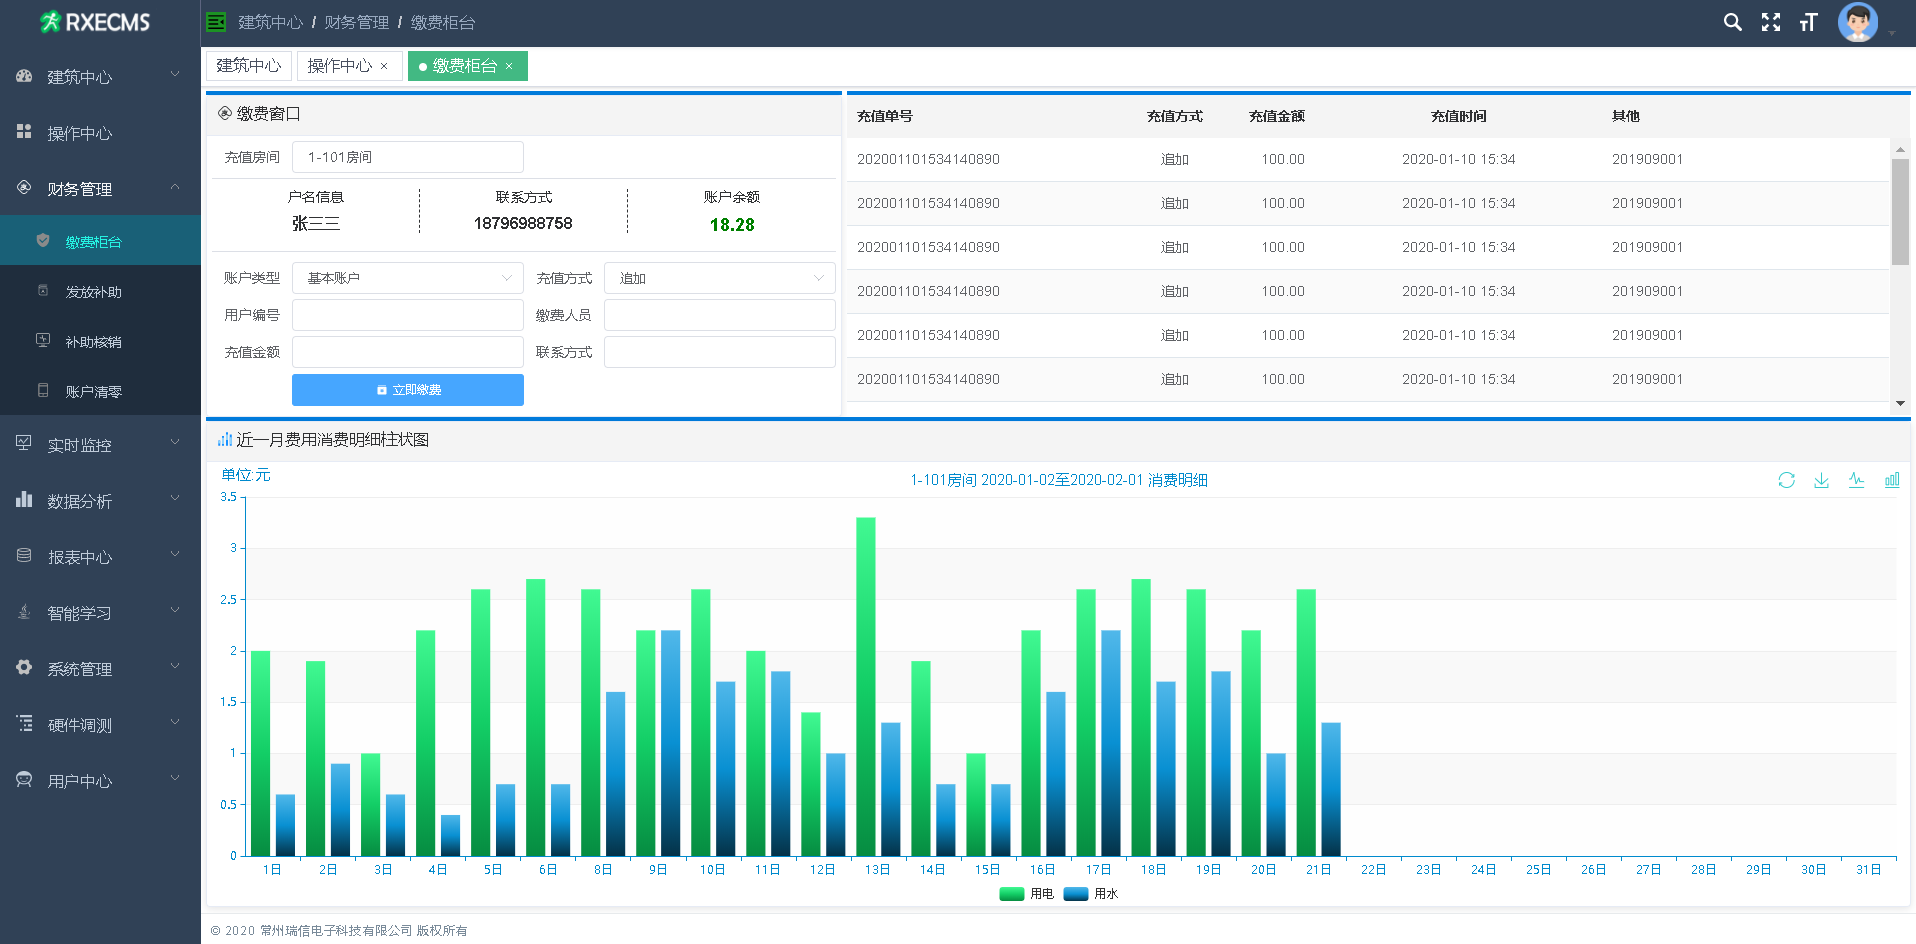 RXECMS
建筑中心 / 财务管理 / 缴费柜台
建筑中心
操作中心 ×
缴费柜台 ×
建筑中心
操作中心
财务管理
缴费柜台
发放补助
补助核销
账户清零
实时监控
数据分析
报表中心
智能学习
系统管理
硬件调测
用户中心
缴费窗口
充值房间 1-101房间
户名信息 联系方式 账户余额
张三三 18796988758 18.28
账户类型 基本账户 充值方式 追加
用户编号 缴费人员
充值金额 联系方式
立即缴费
充值单号 充值方式 充值金额 充值时间 其他
202001101534140890 追加 100.00 2020-01-10 15:34 201909001
202001101534140890 追加 100.00 2020-01-10 15:34 201909001
202001101534140890 追加 100.00 2020-01-10 15:34 201909001
202001101534140890 追加 100.00 2020-01-10 15:34 201909001
202001101534140890 追加 100.00 2020-01-10 15:34 201909001
202001101534140890 追加 100.00 2020-01-10 15:34 201909001
近一月费用消费明细柱状图
单位:元
1-101房间 2020-01-02至2020-02-01 消费明细
3.5
3
2.5
2
1.5
1
0.5
0
1日 2日 3日 4日 5日 6日 8日 9日 10日 11日 12日 13日 14日 15日 16日 17日 18日 19日 20日 21日 22日 23日 24日 25日 26日 27日 28日 29日 30日 31日
用电 用水
© 2020 常州瑞信电子科技有限公司 版权所有